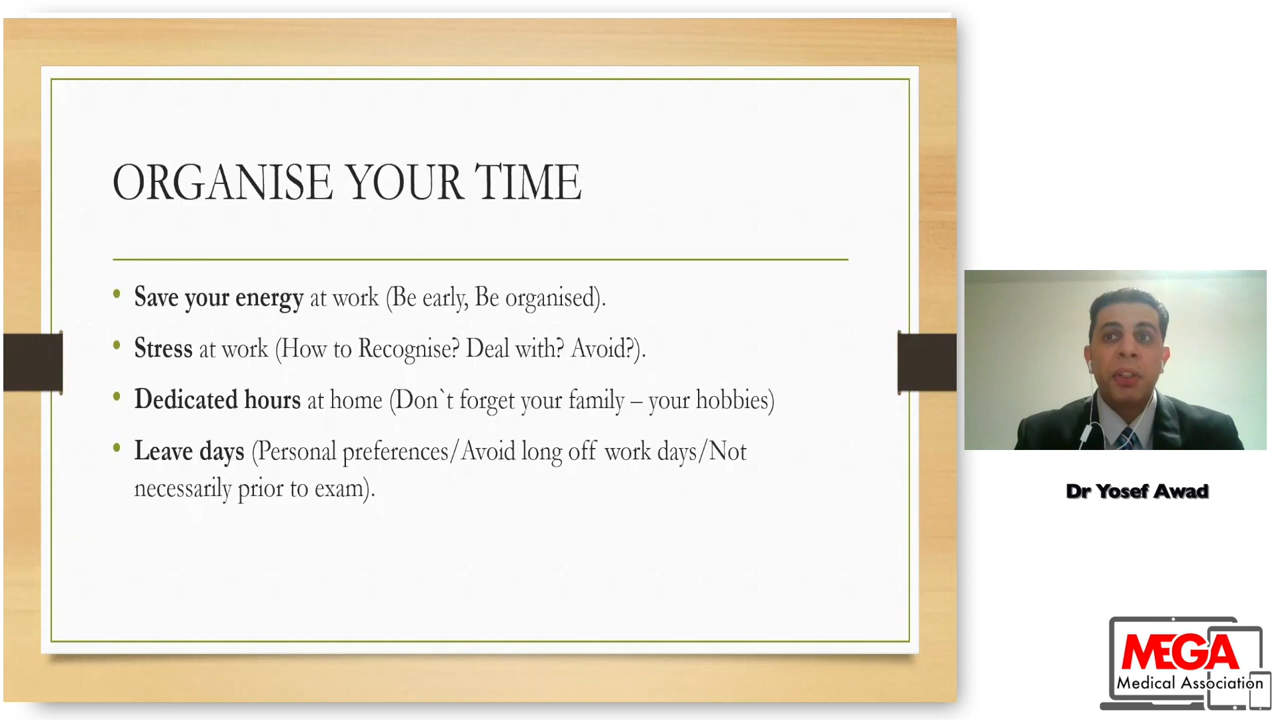 ORGANISE YOUR TIME
• Save your energy at work (Be early, Be organised).
• Stress at work (How to Recognise? Deal with? Avoid?).
• Dedicated hours at home (Don`t forget your family – your hobbies)
• Leave days (Personal preferences/Avoid long off work days/Not
necessarily prior to exam).
Dr Yosef Awad
MEGA
Medical Association